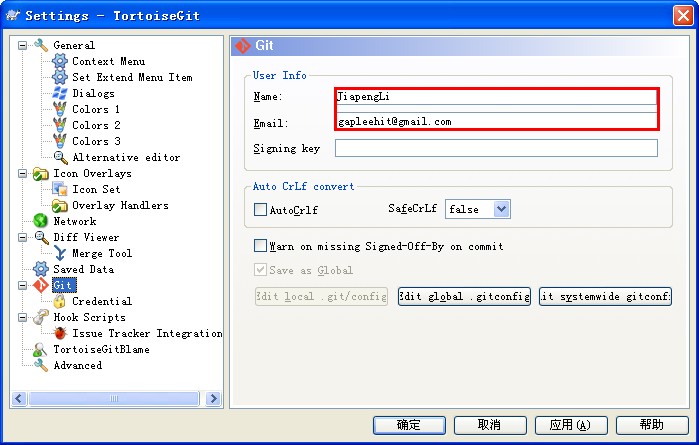 Settings - TortoiseGit
General
Context Menu
Set Extend Menu Item
Dialogs
Colors 1
Colors 2
Colors 3
Alternative editor
Icon Overlays
Icon Set
Overlay Handlers
Network
Diff Viewer
Merge Tool
Saved Data
Git
Credential
Hook Scripts
Issue Tracker Integration
TortoiseGitBlame
Advanced
Git
User Info
Name: JiapengLi
Email: gapleehit@gmail.com
Signing key
Auto CrLf convert
AutoCrlf SafeCrLf false
Warn on missing Signed-Off-By on commit
Save as Global
Edit local .git/config Edit global .gitconfig it systemwide gitconf
确定 取消 应用(A) 帮助